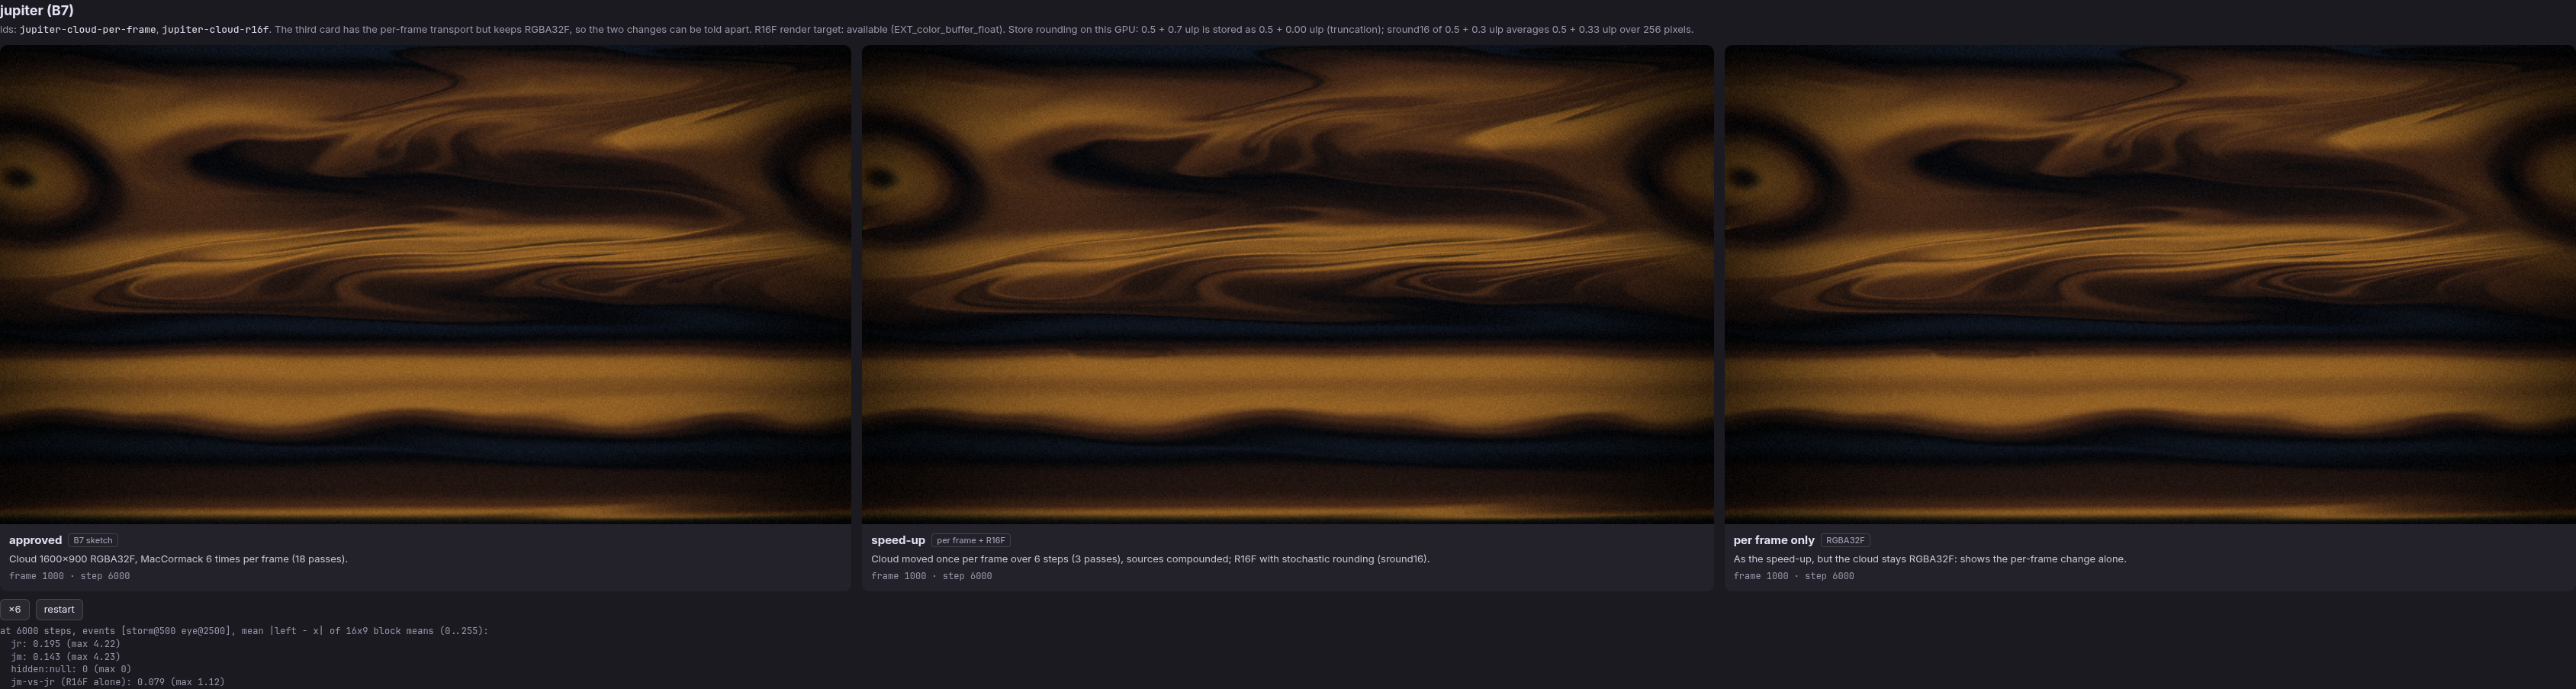 jupiter (B7)
ids: jupiter-cloud-per-frame, jupiter-cloud-r16f. The third card has the per-frame transport but keeps RGBA32F, so the two changes can be told apart. R16F render target: available (EXT_color_buffer_float). Store rounding on this GPU: 0.5 + 0.7 ulp is stored as 0.5 + 0.00 ulp (truncation); sround16 of 0.5 + 0.3 ulp averages 0.5 + 0.33 ulp over 256 pixels.
approved B7 sketch
Cloud 1600×900 RGBA32F, MacCormack 6 times per frame (18 passes).
frame 1000 · step 6000
speed-up per frame + R16F
Cloud moved once per frame over 6 steps (3 passes), sources compounded; R16F with stochastic rounding (sround16).
frame 1000 · step 6000
per frame only RGBA32F
As the speed-up, but the cloud stays RGBA32F: shows the per-frame change alone.
frame 1000 · step 6000
×6 restart
at 6000 steps, events [storm@500 eye@2500], mean |left - x| of 16x9 block means (0..255):
jr: 0.195 (max 4.22)
jm: 0.143 (max 4.23)
hidden:null: 0 (max 0)
jm-vs-jr (R16F alone): 0.079 (max 1.12)